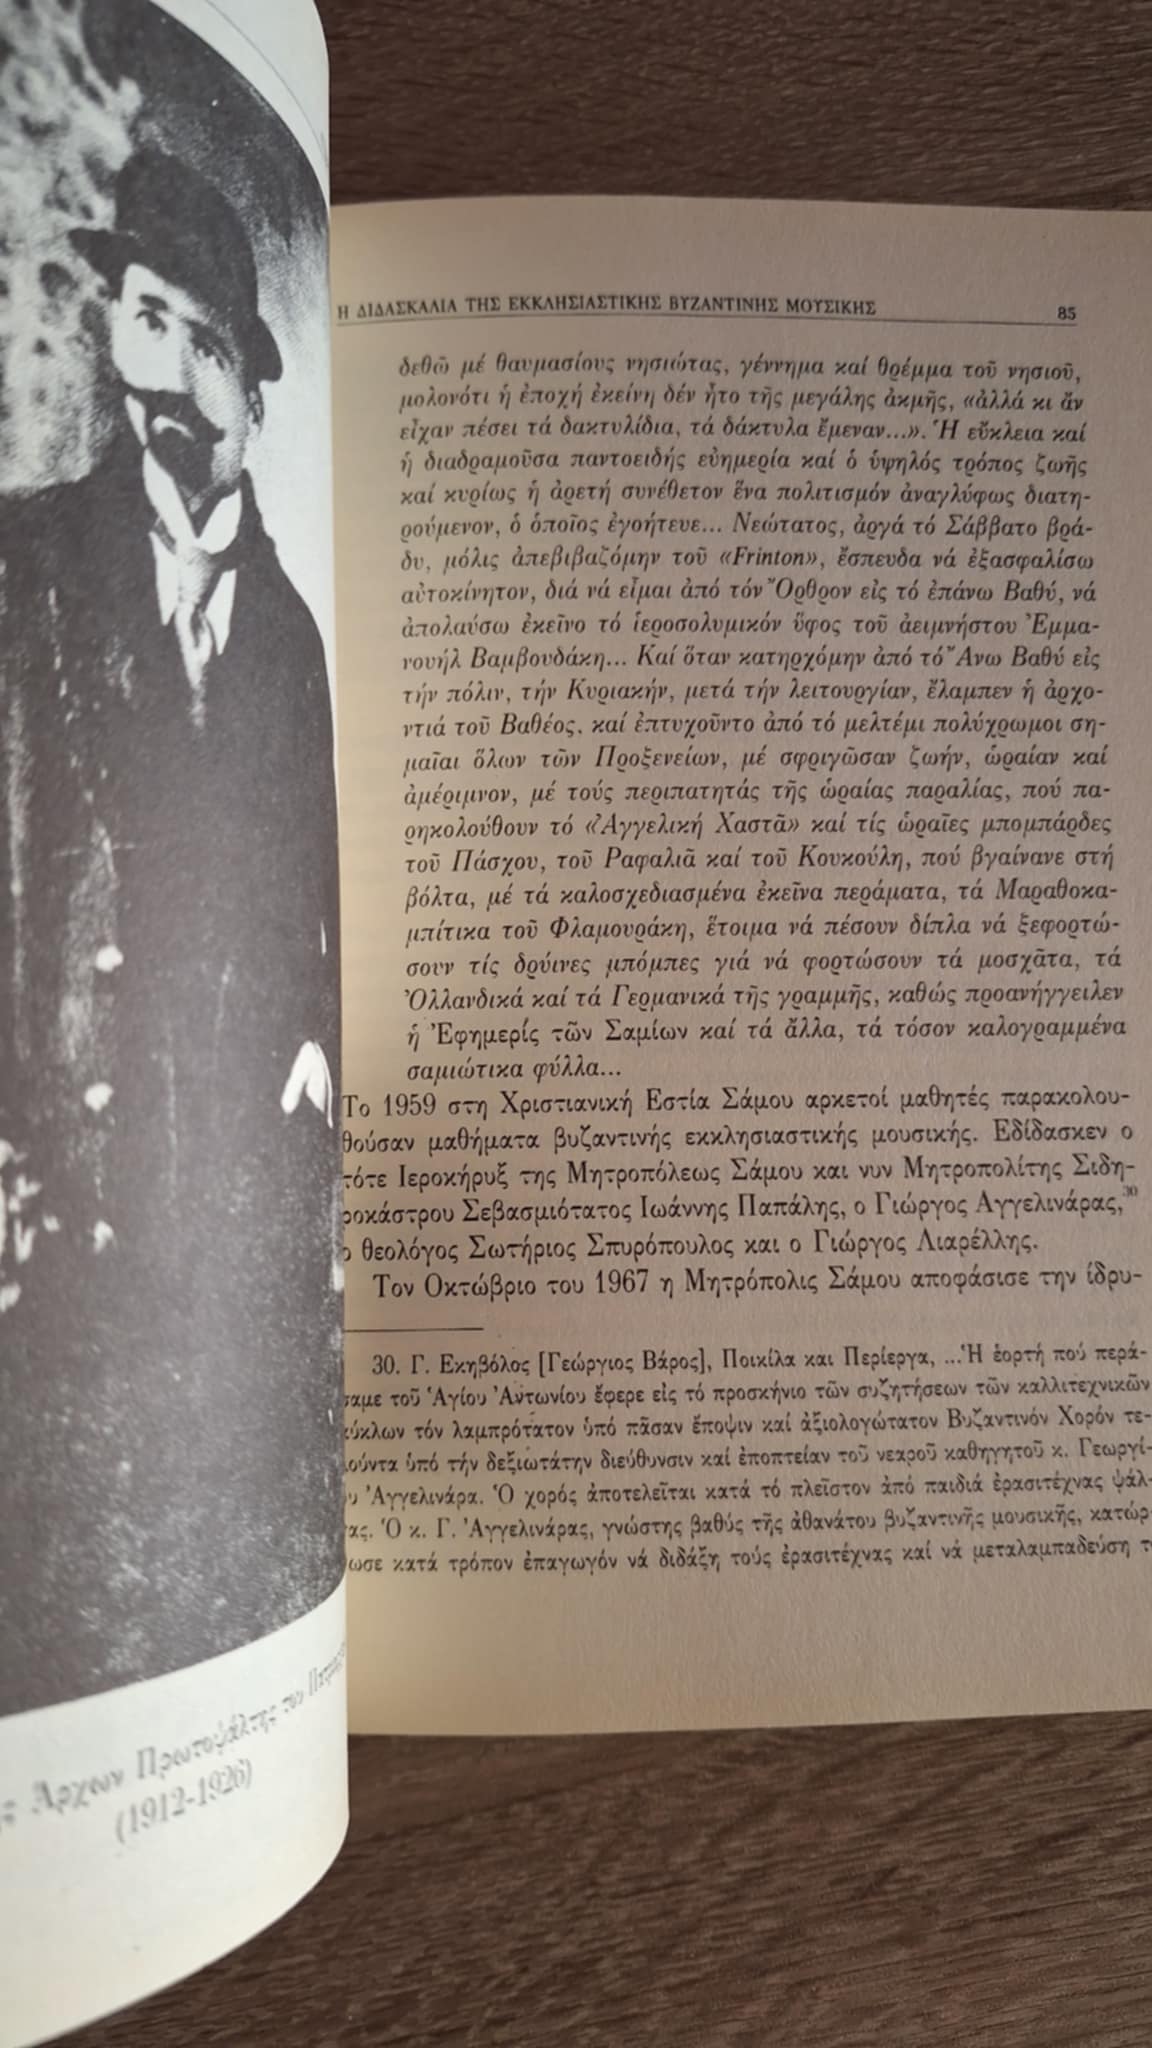 Η ΔΙΔΑΣΚΑΛΙΑ ΤΗΣ ΕΚΚΛΗΣΙΑΣΤΙΚΗΣ ΒΥΖΑΝΤΙΝΗΣ ΜΟΥΣΙΚΗΣ 85
δεθῶ μέ θαυμασίους νησιώτας, γέννημα καί θρέμμα τοῦ νησιοῦ,
μολονότι ἡ ἐποχή ἐκείνη δέν ἦτο τῆς μεγάλης ἀκμῆς, «ἀλλά κι ἄν
εἶχαν πέσει τά δακτυλίδια, τά δάκτυλα ἔμεναν...». Ἡ εὔκλεια καί
ἡ διαδραμοῦσα παντοειδής εὐημερία καί ὁ ὑψηλός τρόπος ζωῆς
καί κυρίως ἡ ἀρετή συνέθετον ἕνα πολιτισμόν ἀναγλύφως διατη-
ρούμενον, ὁ ὁποῖος ἐγοήτευε... Νεώτατος, ἀργά τό Σάββατο βρά-
δυ, μόλις ἀπεβιβαζόμην τοῦ «Frinton», ἔσπευδα νά ἐξασφαλίσω
αὐτοκίνητον, διά νά εἶμαι ἀπό τόν Ὄρθρον εἰς τό ἐπάνω Βαθύ, νά
ἀπολαύσω ἐκεῖνο τό ἱεροσολυμικόν ὕφος τοῦ ἀειμνήστου Ἐμμα-
νουήλ Βαμβουδάκη... Καί ὅταν κατηρχόμην ἀπό τό Ἄνω Βαθύ εἰς
τήν πόλιν, τήν Κυριακήν, μετά τήν λειτουργίαν, ἔλαμπεν ἡ ἀρχο-
ντιά τοῦ Βαθέος, καί ἐπτυχοῦντο ἀπό τό μελτέμι πολύχρωμοι ση-
μαῖαι ὅλων τῶν Προξενείων, μέ σφριγῶσαν ζωήν, ὡραίαν καί
ἀμέριμνον, μέ τούς περιπατητάς τῆς ὡραίας παραλίας, πού πα-
ρηκολούθουν τό «Ἀγγελική Χαστᾶ» καί τίς ὡραῖες μπομπάρδες
τοῦ Πάσχου, τοῦ Ραφαλιᾶ καί τοῦ Κουκούλη, πού βγαίνανε στή
βόλτα, μέ τά καλοσχεδιασμένα ἐκεῖνα περάματα, τά Μαραθοκα-
μπίτικα τοῦ Φλαμουράκη, ἕτοιμα νά πέσουν δίπλα νά ξεφορτώ-
σουν τίς δρύινες μπόμπες γιά νά φορτώσουν τά μοσχᾶτα, τά
Ὀλλανδικά καί τά Γερμανικά τῆς γραμμῆς, καθώς προανήγγειλεν
ἡ Ἐφημερίς τῶν Σαμίων καί τά ἄλλα, τά τόσον καλογραμμένα
σαμιώτικα φύλλα...
Το 1959 στη Χριστιανική Εστία Σάμου αρκετοί μαθητές παρακολου-
θούσαν μαθήματα βυζαντινής εκκλησιαστικής μουσικής. Εδίδασκεν ο
τότε Ιεροκήρυξ της Μητροπόλεως Σάμου και νυν Μητροπολίτης Σιδη-
ροκάστρου Σεβασμιότατος Ιωάννης Παπάλης, ο Γιώργος Αγγελινάρας,³⁰
ο θεολόγος Σωτήριος Σπυρόπουλος και ο Γιώργος Λιαρέλλης.
Τον Οκτώβριο του 1967 η Μητρόπολις Σάμου αποφάσισε την ίδρυ-
30. Γ. Εκηβόλος [Γεώργιος Βάρος], Ποικίλα και Περίεργα, ...Ἡ ἑορτή πού περά-
σαμε τοῦ Ἁγίου Ἀντωνίου ἔφερε εἰς τό προσκήνιο τῶν συζητήσεων τῶν καλλιτεχνικῶν
κύκλων τόν λαμπρότατον ὑπό πᾶσαν ἔποψιν καί ἀξιολογώτατον Βυζαντινόν Χορόν τε-
λοῦντα ὑπό τήν δεξιωτάτην διεύθυνσιν καί ἐποπτείαν τοῦ νεαροῦ καθηγητοῦ κ. Γεωργί-
ου Ἀγγελινάρα. Ὁ χορός ἀποτελεῖται κατά τό πλεῖστον ἀπό παιδιά ἐρασιτέχνας ψάλ-
τας. Ὁ κ. Γ. Ἀγγελινάρας, γνώστης βαθύς τῆς ἀθανάτου βυζαντινῆς μουσικῆς, κατώρ-
θωσε κατά τρόπον ἐπαγωγόν νά διδάξη τούς ἐρασιτέχνας καί νά μεταλαμπαδεύση
Ἄρχων Πρωτοψάλτης του
(1912-1926)